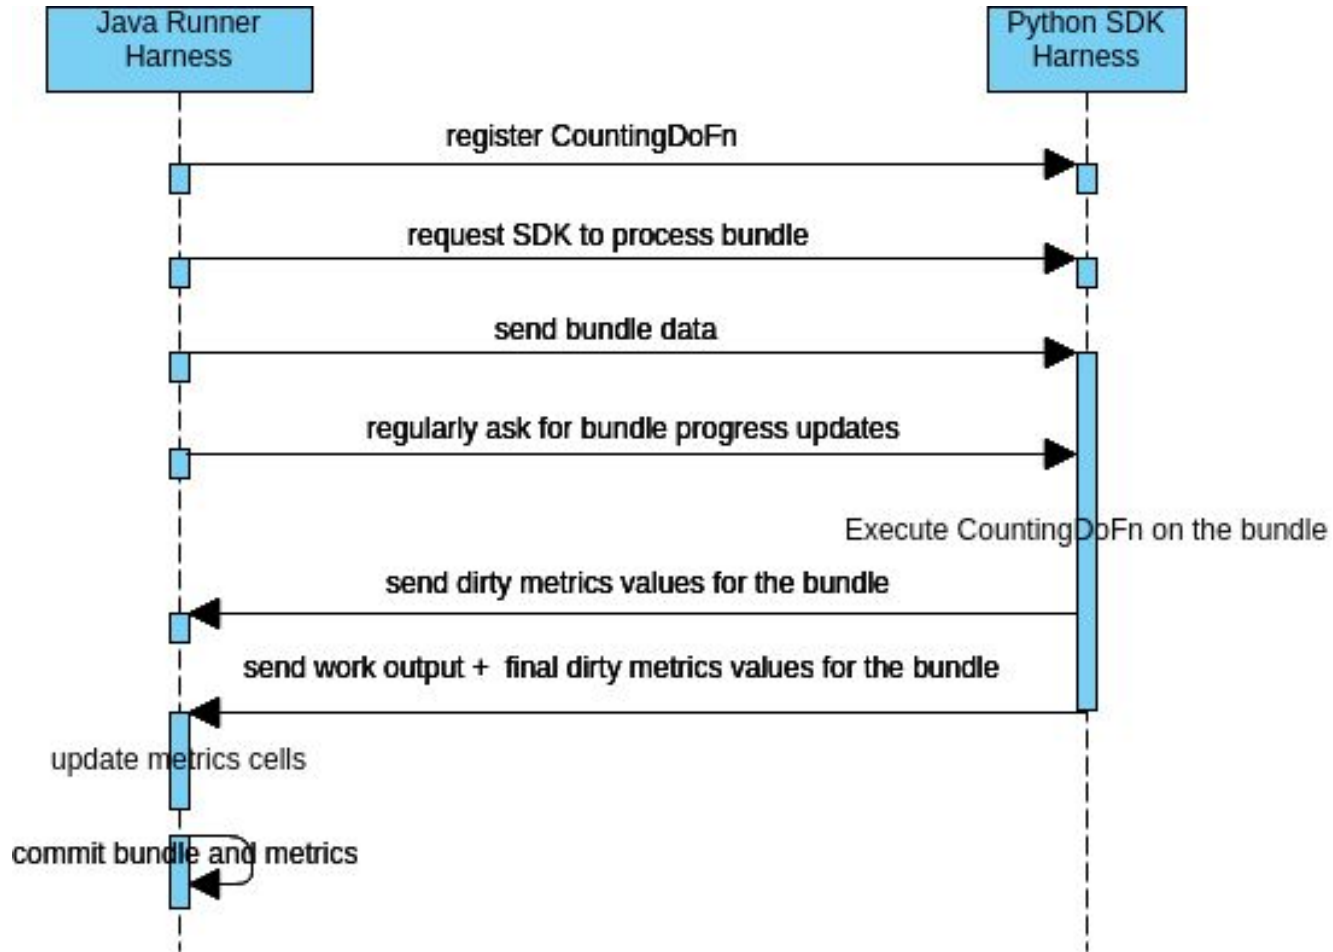 Java Runner
Harness
Python SDK
Harness
register CountingDoFn
request SDK to process bundle
send bundle data
regularly ask for bundle progress updates
Execute CountingDoFn on the bundle
send dirty metrics values for the bundle
send work output + final dirty metrics values for the bundle
update metrics cells
commit bundle and metrics